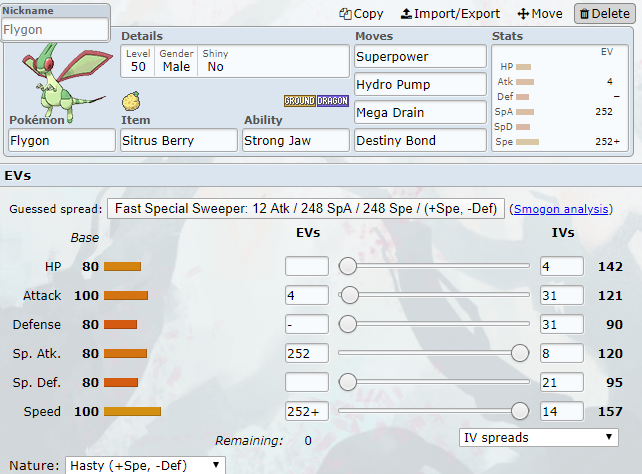 Nickname
Flygon
Copy Import/Export Move Delete
Details
Level Gender Shiny
50 Male No
Moves
Superpower
Hydro Pump
Mega Drain
Destiny Bond
Stats
EV
HP
Atk 4
Def –
SpA 252
SpD
Spe 252+
GROUND DRAGON
Pokémon Item Ability
Flygon Sitrus Berry Strong Jaw
EVs
Guessed spread: Fast Special Sweeper: 12 Atk / 248 SpA / 248 Spe / (+Spe, -Def) (Smogon analysis)
Base EVs IVs
HP 80 4 142
Attack 100 4 31 121
Defense 80 - 31 90
Sp. Atk. 80 252 8 120
Sp. Def. 80 21 95
Speed 100 252+ 14 157
Remaining: 0 IV spreads
Nature: Hasty (+Spe, -Def)